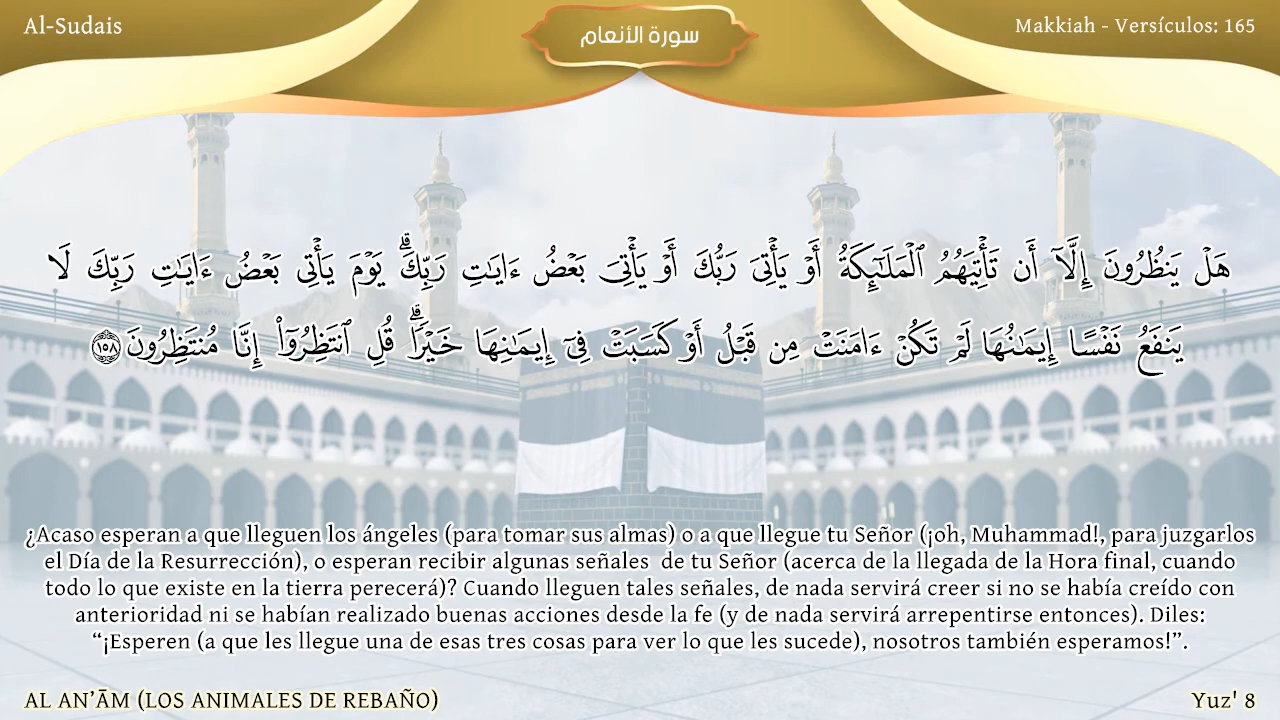 Al-Sudais
سورة الأنعام
Makkiah - Versículos: 165
هَلْ يَنظُرُونَ إِلَّآ أَن تَأْتِيَهُمُ ٱلْمَلَـٰٓئِكَةُ أَوْ يَأْتِىَ رَبُّكَ أَوْ يَأْتِىَ بَعْضُ ءَايَـٰتِ رَبِّكَ ۗ يَوْمَ يَأْتِى بَعْضُ ءَايَـٰتِ رَبِّكَ لَا
يَنفَعُ نَفْسًا إِيمَـٰنُهَا لَمْ تَكُنْ ءَامَنَتْ مِن قَبْلُ أَوْ كَسَبَتْ فِىٓ إِيمَـٰنِهَا خَيْرًا ۗ قُلِ ٱنتَظِرُوٓا۟ إِنَّا مُنتَظِرُونَ ١٥٨
¿Acaso esperan a que lleguen los ángeles (para tomar sus almas) o a que llegue tu Señor (¡oh, Muhammad!, para juzgarlos
el Día de la Resurrección), o esperan recibir algunas señales  de tu Señor (acerca de la llegada de la Hora final, cuando
todo lo que existe en la tierra perecerá)? Cuando lleguen tales señales, de nada servirá creer si no se había creído con
anterioridad ni se habían realizado buenas acciones desde la fe (y de nada servirá arrepentirse entonces). Diles:
“¡Esperen (a que les llegue una de esas tres cosas para ver lo que les sucede), nosotros también esperamos!”.
AL AN’ĀM (LOS ANIMALES DE REBAÑO)
Yuz' 8